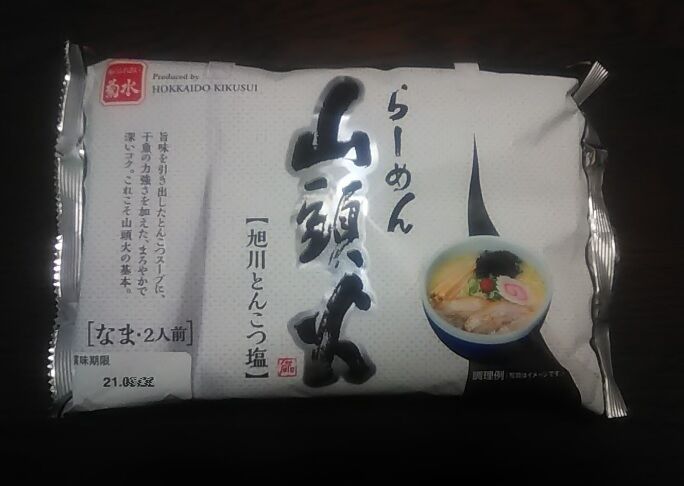 菊水
Produced by
HOKKAIDO KIKUSUI
らーめん
山頭火
【旭川とんこつ塩】
旨味を引き出したとんこつスープに、
干魚の力強さを加えた、まろやかで
深いコク。これこそ山頭火の基本。
[なま・2人前]
賞味期限
21.0
調理例